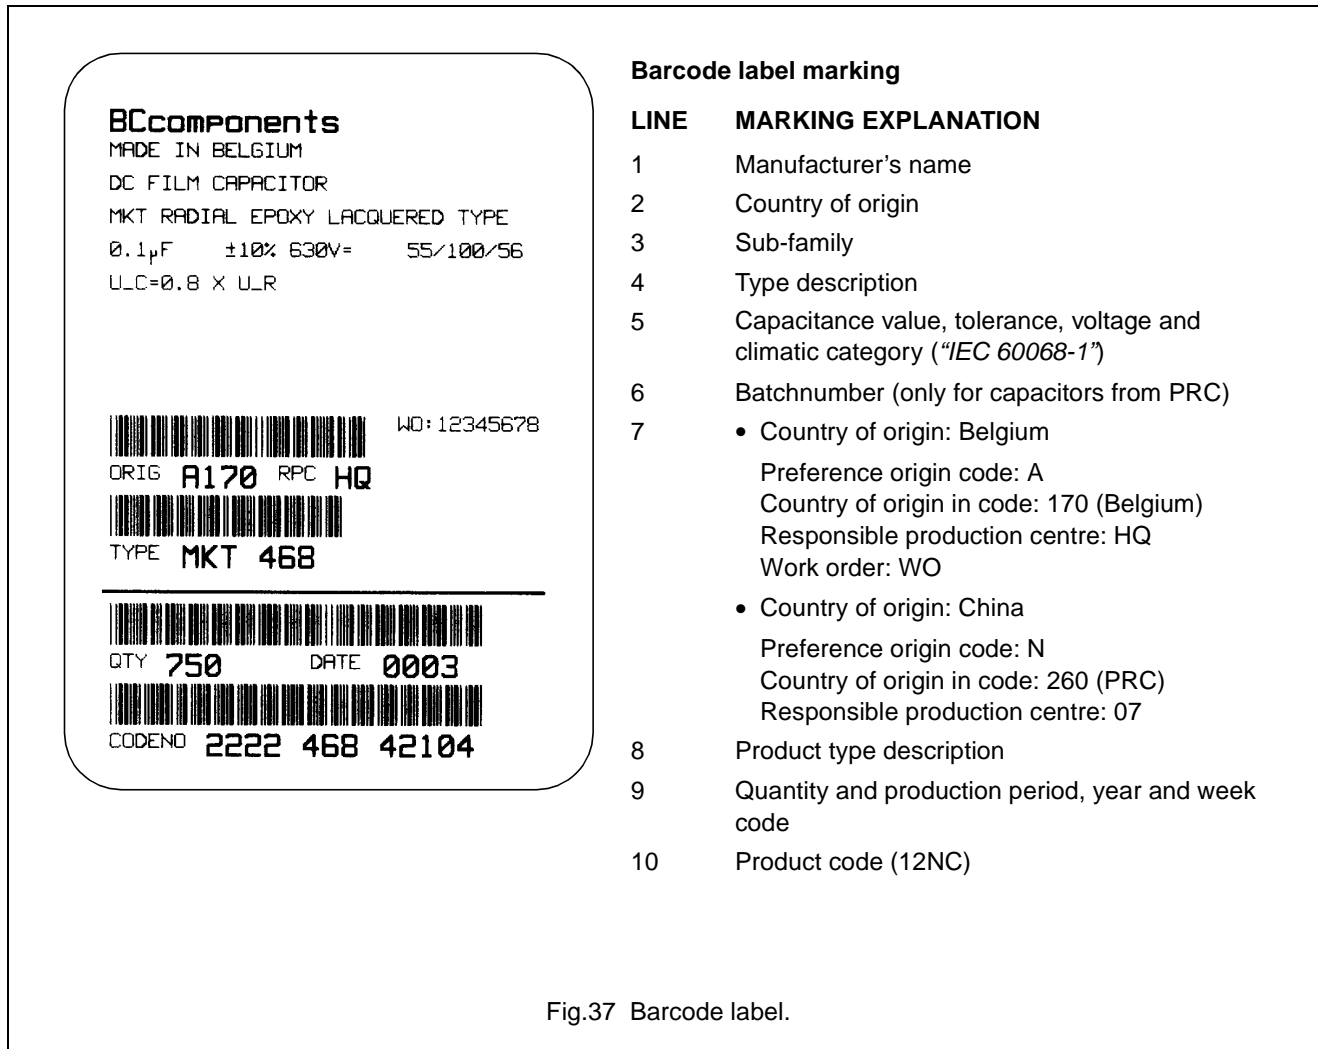 BCcomponents
MADE IN BELGIUM
DC FILM CAPACITOR
MKT RADIAL EPOXY LACQUERED TYPE
0.1µF ±10% 630V= 55/100/56
U_C=0.8 X U_R
WO:12345678
ORIG A170 RPC HQ
TYPE MKT 468
QTY 750 DATE 0003
CODENO 2222 468 42104
Barcode label marking
LINE MARKING EXPLANATION
1 Manufacturer’s name
2 Country of origin
3 Sub-family
4 Type description
5 Capacitance value, tolerance, voltage and
climatic category (“IEC 60068-1”)
6 Batchnumber (only for capacitors from PRC)
7 • Country of origin: Belgium
Preference origin code: A
Country of origin in code: 170 (Belgium)
Responsible production centre: HQ
Work order: WO
• Country of origin: China
Preference origin code: N
Country of origin in code: 260 (PRC)
Responsible production centre: 07
8 Product type description
9 Quantity and production period, year and week
code
10 Product code (12NC)
Fig.37 Barcode label.